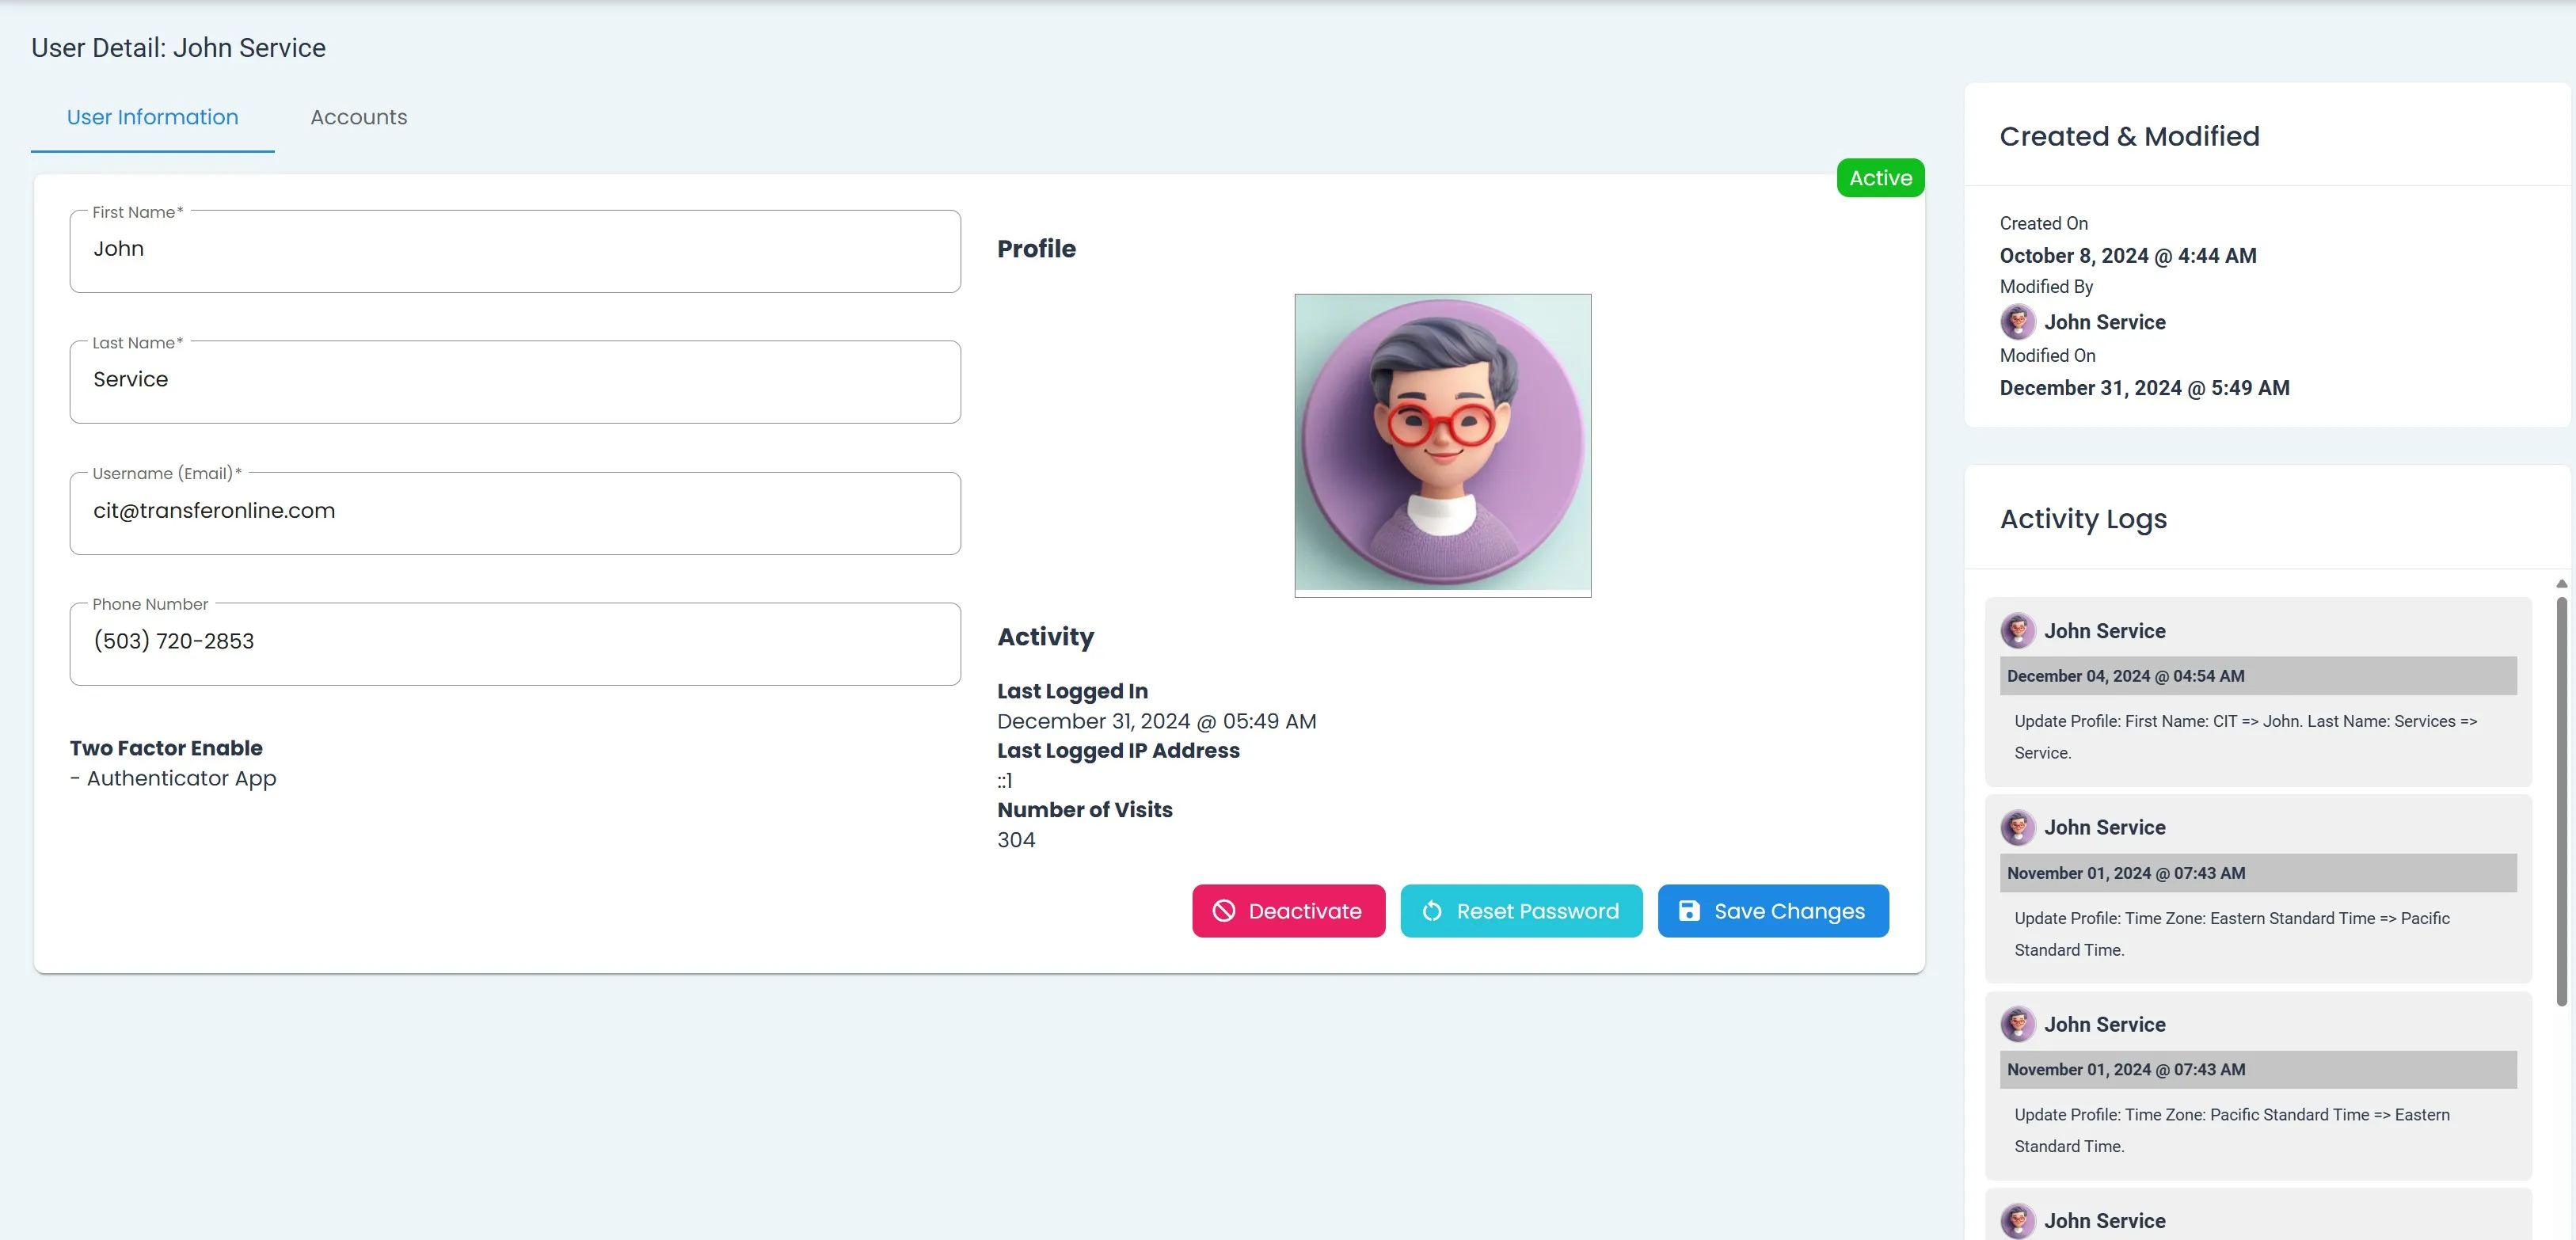 User Detail: John Service
User Information
Accounts
Active
First Name*
John
Last Name*
Service
Username (Email)*
cit@transferonline.com
Phone Number
(503) 720-2853
Two Factor Enable
- Authenticator App
Profile
Activity
Last Logged In
December 31, 2024 @ 05:49 AM
Last Logged IP Address
::1
Number of Visits
304
Deactivate
Reset Password
Save Changes
Created & Modified
Created On
October 8, 2024 @ 4:44 AM
Modified By
John Service
Modified On
December 31, 2024 @ 5:49 AM
Activity Logs
John Service
December 04, 2024 @ 04:54 AM
Update Profile: First Name: CIT => John. Last Name: Services =>
Service.
John Service
November 01, 2024 @ 07:43 AM
Update Profile: Time Zone: Eastern Standard Time => Pacific
Standard Time.
John Service
November 01, 2024 @ 07:43 AM
Update Profile: Time Zone: Pacific Standard Time => Eastern
Standard Time.
John Service